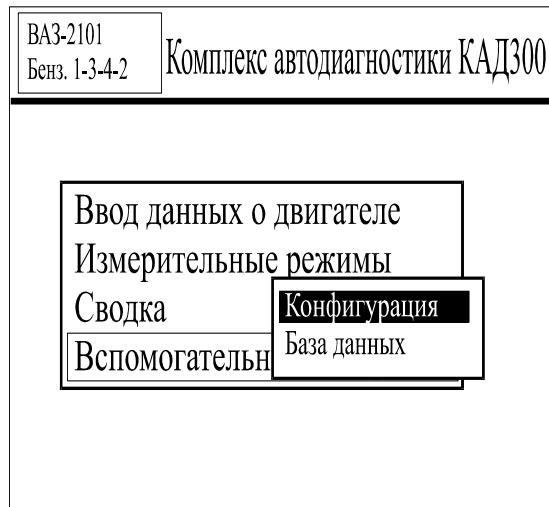 ВАЗ-2101
Бенз. 1-3-4-2
Комплекс автодиагностики КАД300
Ввод данных о двигателе
Измерительные режимы
Сводка
Вспомогательн
Конфигурация
База данных